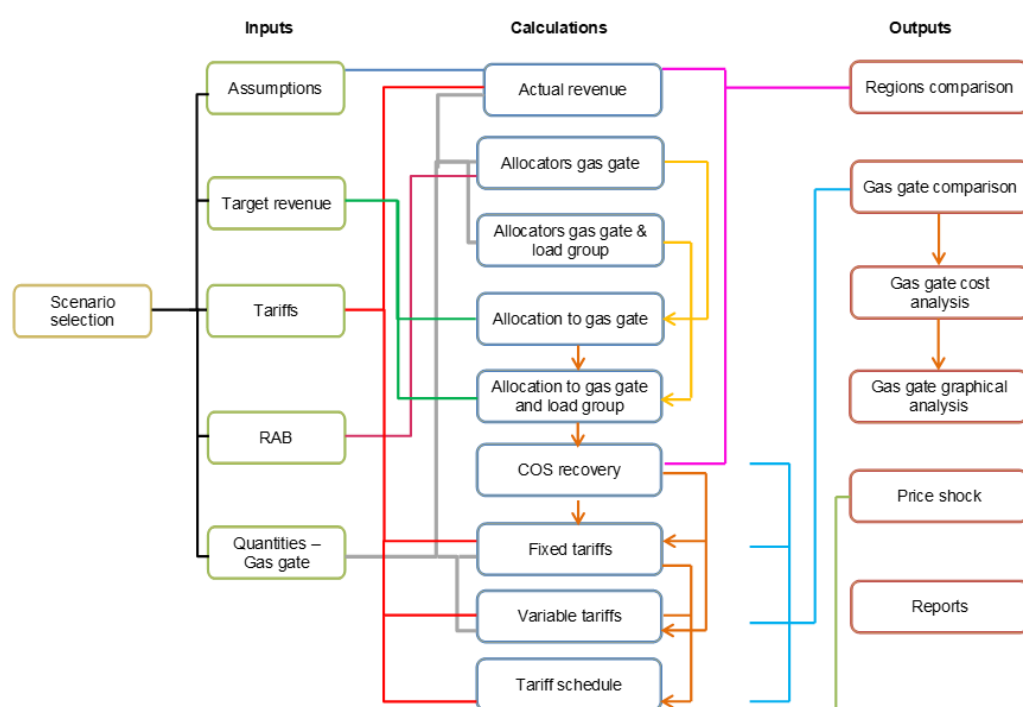 Inputs
Calculations
Outputs
Scenario
selection
Assumptions
Target revenue
Tariffs
RAB
Quantities –
Gas gate
Actual revenue
Allocators gas gate
Allocators gas gate &
load group
Allocation to gas gate
Allocation to gas gate
and load group
COS recovery
Fixed tariffs
Variable tariffs
Tariff schedule
Regions comparison
Gas gate comparison
Gas gate cost
analysis
Gas gate graphical
analysis
Price shock
Reports